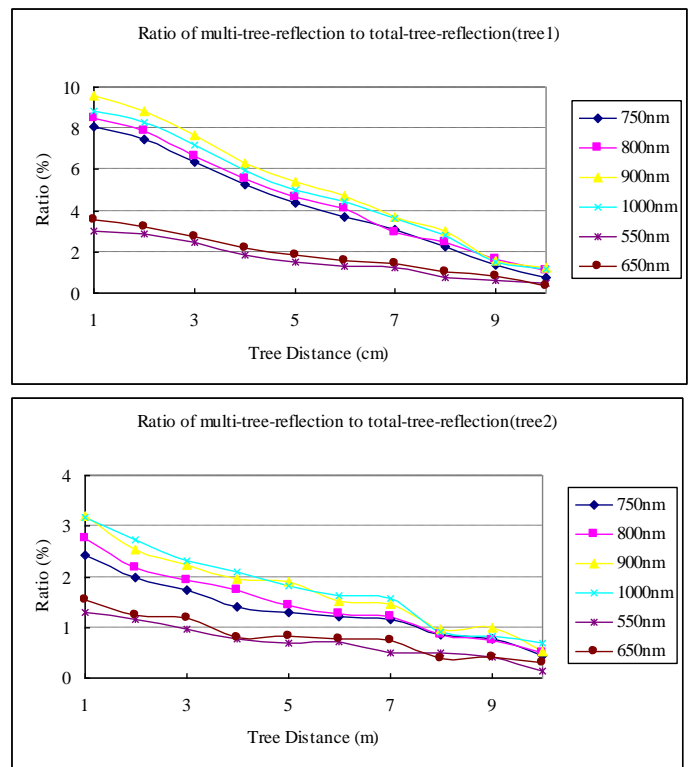 Ratio of multi-tree-reflection to total-tree-reflection(tree1)
10
8
6
4
2
0
Ratio (%)
1 3 5 7 9
Tree Distance (cm)
750nm
800nm
900nm
1000nm
550nm
650nm
Ratio of multi-tree-reflection to total-tree-reflection(tree2)
4
3
2
1
0
Ratio (%)
1 3 5 7 9
Tree Distance (m)
750nm
800nm
900nm
1000nm
550nm
650nm